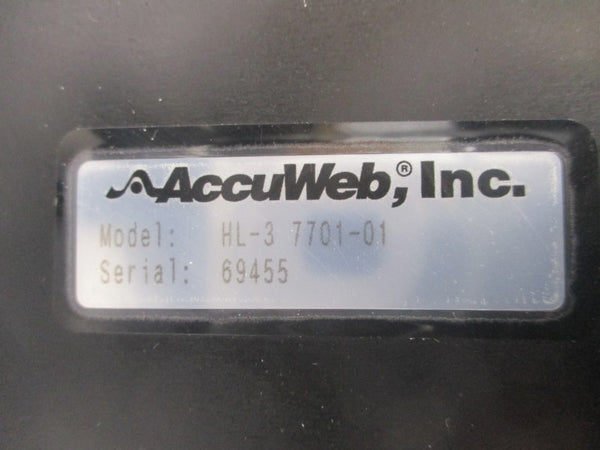 AccuWeb,® Inc.
Model: HL-3 7701-01
Serial: 69455